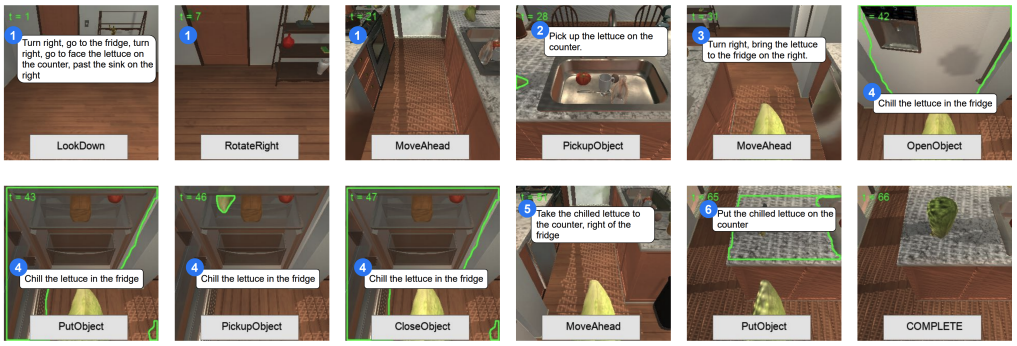 t = 1
1
Turn right, go to the fridge, turn
right, go to face the lettuce on
the counter, past the sink on the
right
LookDown
t = 7
1
RotateRight
t = 21
1
MoveAhead
t = 28
2
Pick up the lettuce on the
counter.
PickupObject
t = 31
3
Turn right, bring the lettuce
to the fridge on the right.
MoveAhead
t = 42
4
Chill the lettuce in the fridge
OpenObject
t = 43
4
Chill the lettuce in the fridge
PutObject
t = 46
4
Chill the lettuce in the fridge
PickupObject
t = 47
4
Chill the lettuce in the fridge
CloseObject
5
Take the chilled lettuce to
the counter, right of the
fridge
MoveAhead
65
6
Put the chilled lettuce on the
counter
PutObject
t = 66
COMPLETE